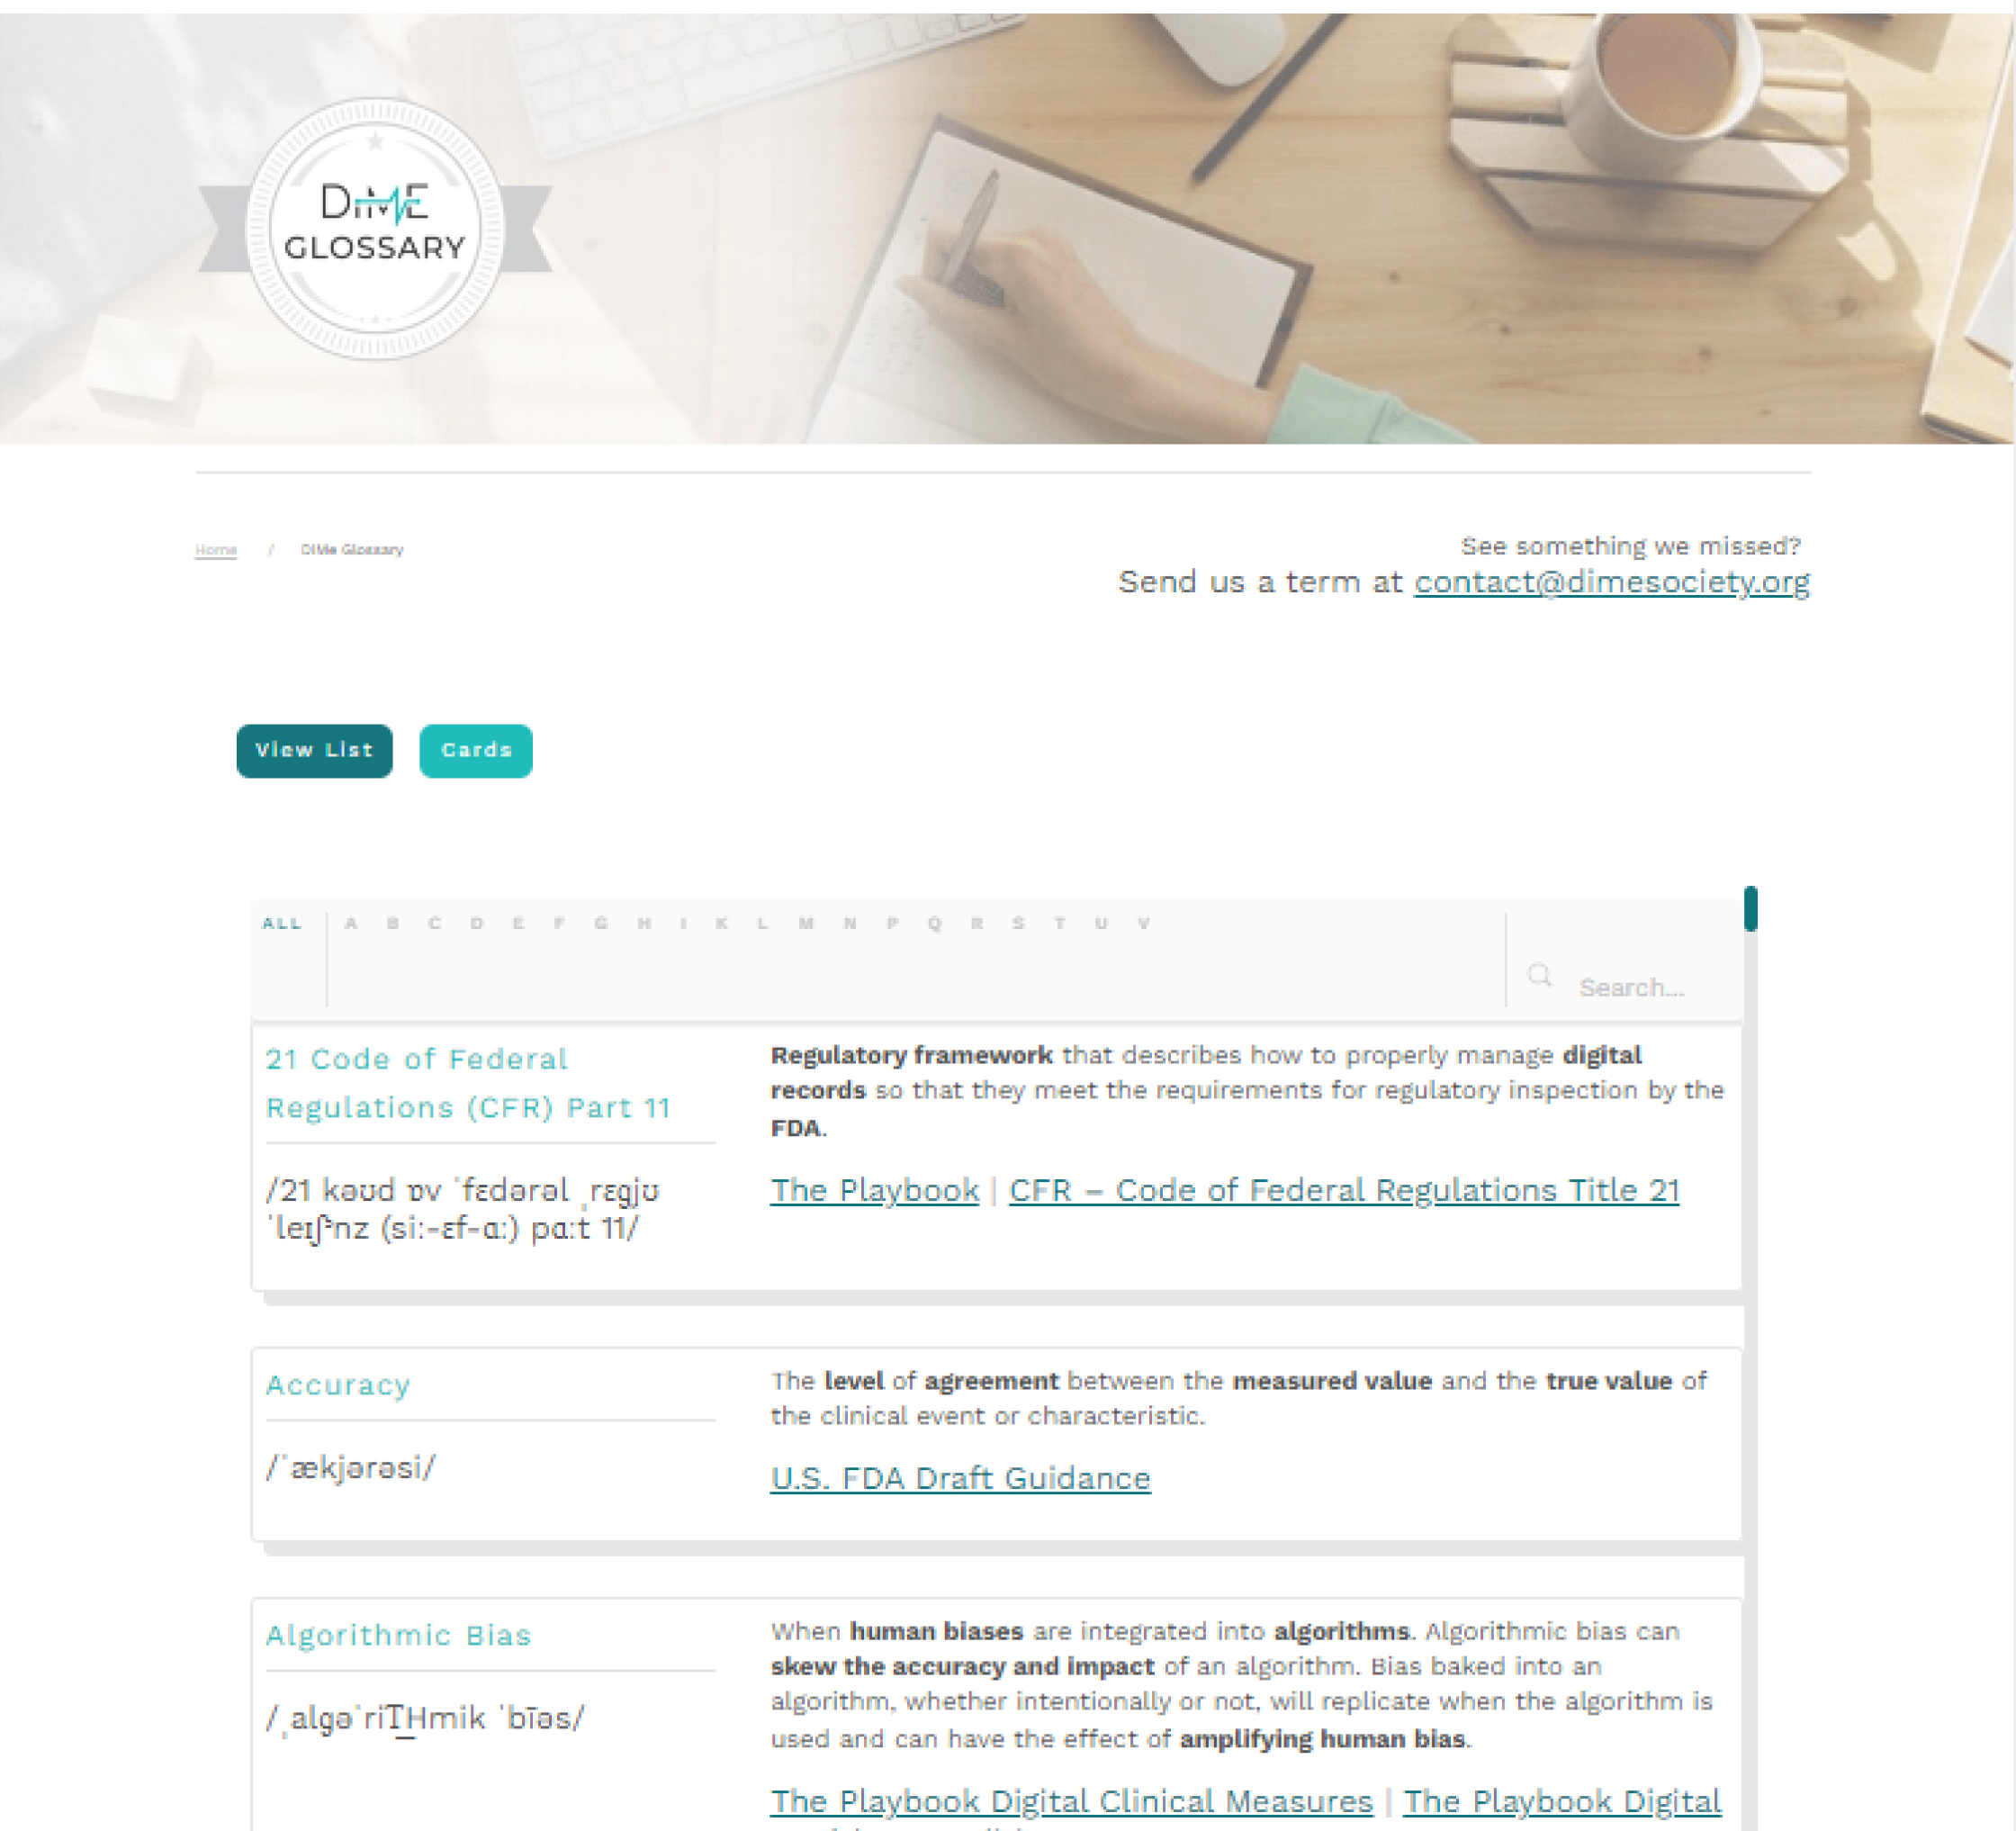 DiME
GLOSSARY
Home / DiMe Glossary
See something we missed?
Send us a term at contact@dimesociety.org
View List Cards
ALL A B C D E F G H I K L M N P Q R S T U V
Search...
21 Code of Federal
Regulations (CFR) Part 11
/21 kəʊd ɒv ˈfɛdərəl ˌrɛgjʊ
ˈleɪʃᵊnz (siː-ɛf-ɑː) pɑːt 11/
Regulatory framework that describes how to properly manage digital
records so that they meet the requirements for regulatory inspection by the
FDA.
The Playbook | CFR – Code of Federal Regulations Title 21
Accuracy
/ˈækjərəsi/
The level of agreement between the measured value and the true value of
the clinical event or characteristic.
U.S. FDA Draft Guidance
Algorithmic Bias
/ˌalgəˈriT͟Hmik ˈbīəs/
When human biases are integrated into algorithms. Algorithmic bias can
skew the accuracy and impact of an algorithm. Bias baked into an
algorithm, whether intentionally or not, will replicate when the algorithm is
used and can have the effect of amplifying human bias.
The Playbook Digital Clinical Measures | The Playbook Digital